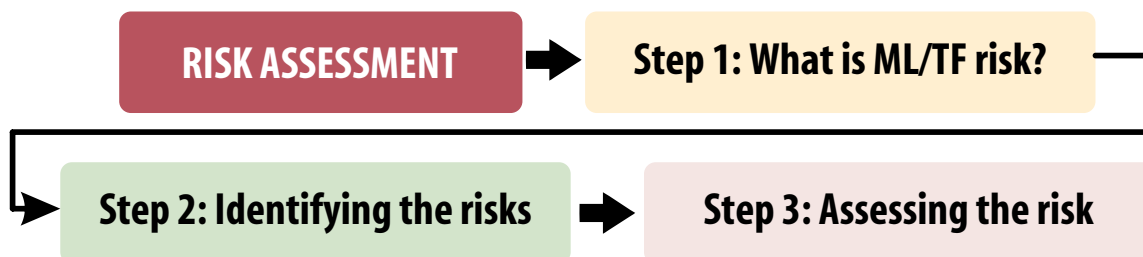 RISK ASSESSMENT
Step 1: What is ML/TF risk?
Step 2: Identifying the risks
Step 3: Assessing the risk